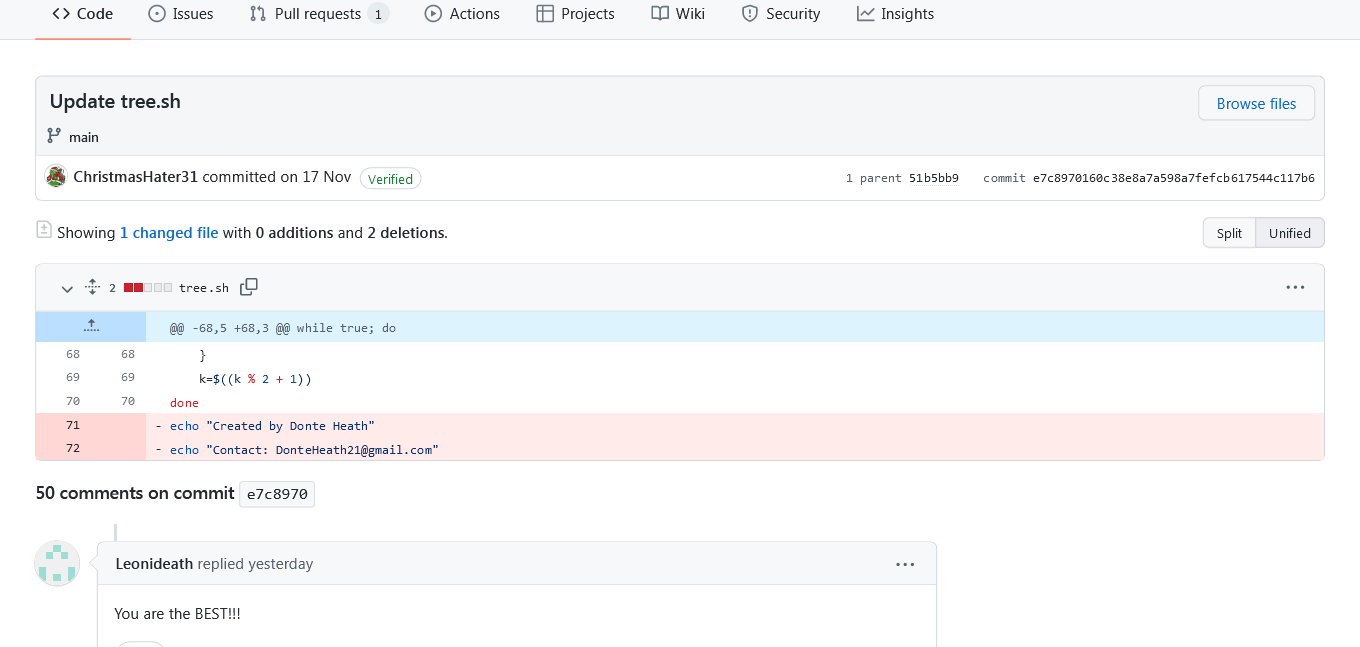 Code Issues Pull requests 1 Actions Projects Wiki Security Insights
Update tree.sh
Browse files
main
ChristmasHater31 committed on 17 Nov Verified 1 parent 51b5bb9 commit e7c8970160c38e8a7a598a7fefcb617544c117b6
Showing 1 changed file with 0 additions and 2 deletions.
Split Unified
2 tree.sh
@@ -68,5 +68,3 @@ while true; do
68 68 }
69 69 k=$((k % 2 + 1))
70 70 done
71 - echo "Created by Donte Heath"
72 - echo "Contact: DonteHeath21@gmail.com"
50 comments on commit e7c8970
Leonideath replied yesterday
You are the BEST!!!